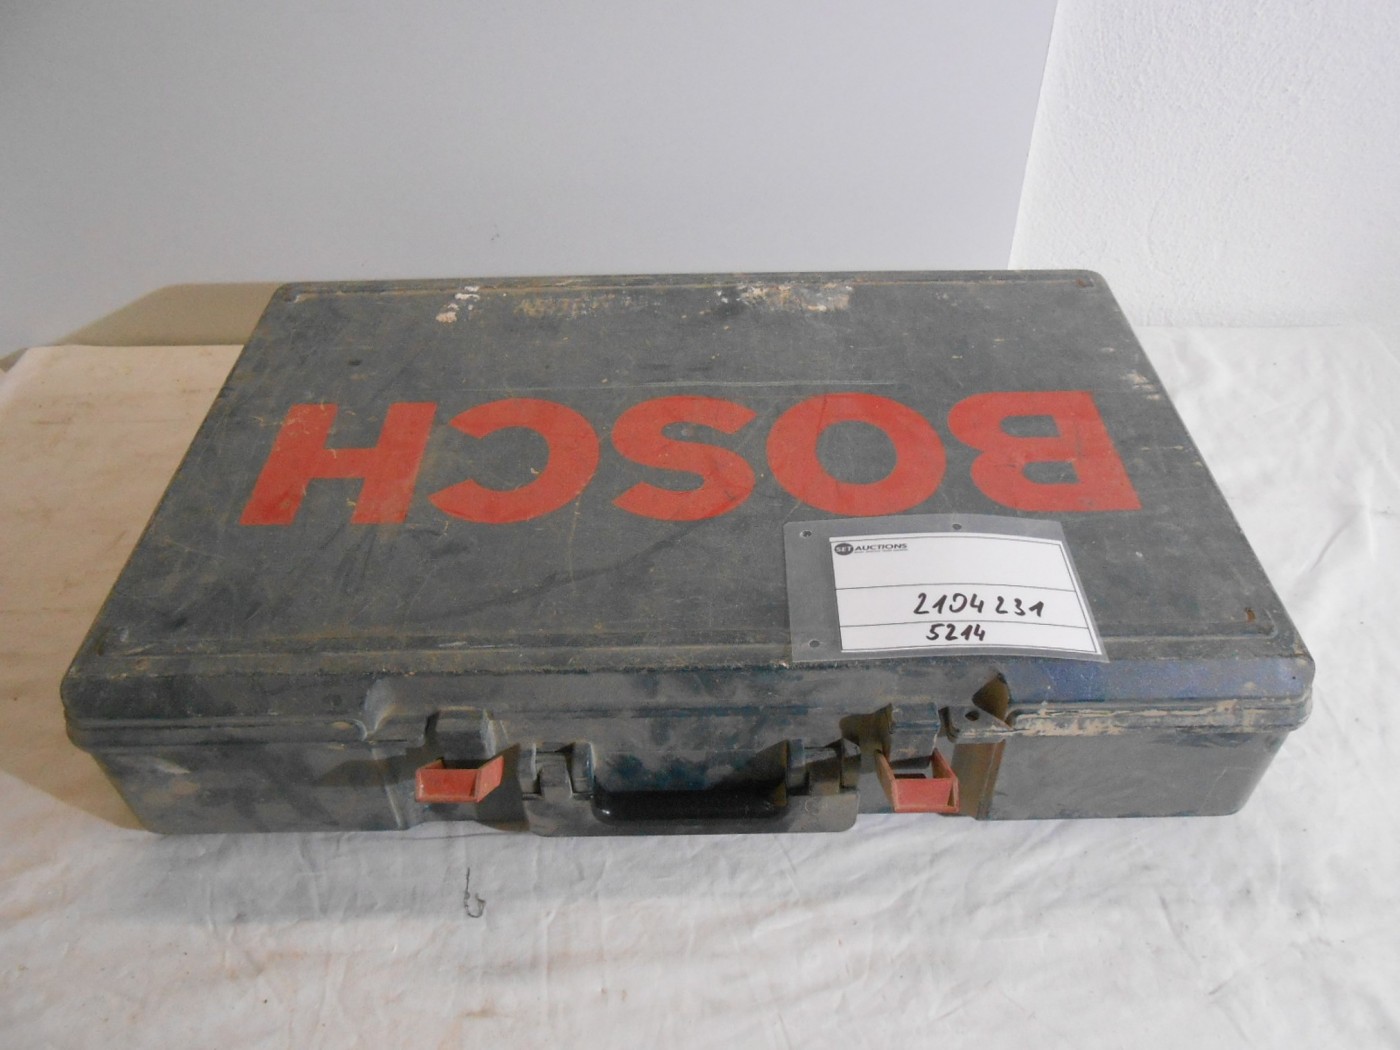 BOSCH
SET AUCTIONS
2104231
5214